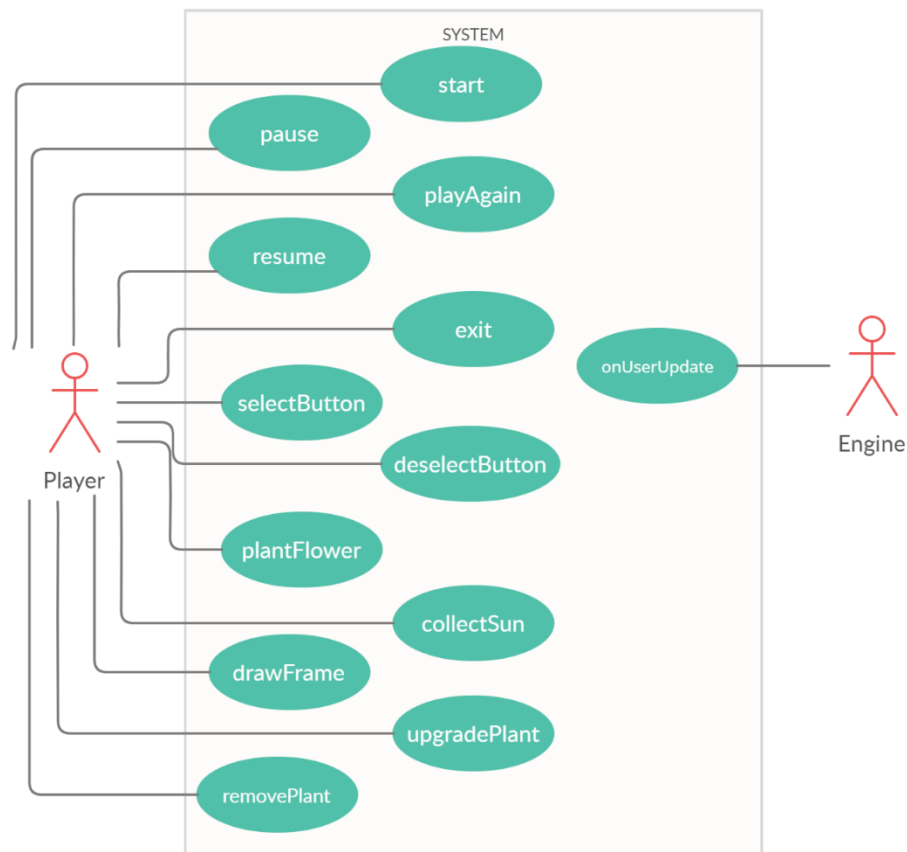 SYSTEM
start
pause
playAgain
resume
exit
onUserUpdate
selectButton
Engine
deselectButton
Player
plantFlower
collectSun
drawFrame
upgradePlant
removePlant